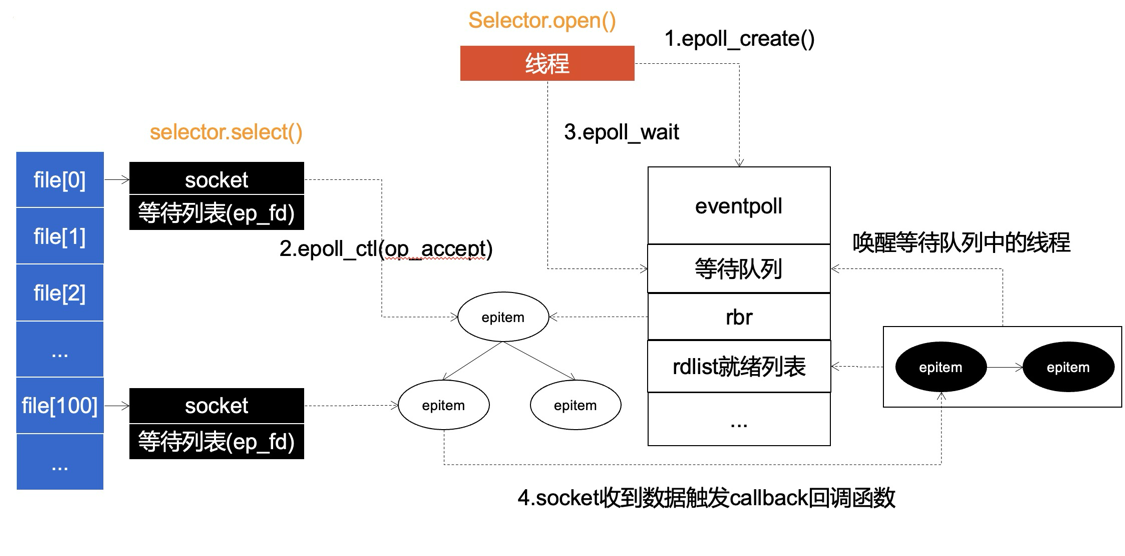 Selector.open()
1.epoll_create()
线程
selector.select()
3.epoll_wait
file[0]
socket
等待列表(ep_fd)
eventpoll
file[1]
2.epoll_ctl(op_accept)
唤醒等待队列中的线程
等待队列
file[2]
epitem
rbr
...
rdlist就绪列表
epitem
epitem
file[100]
socket
epitem
epitem
...
等待列表(ep_fd)
...
4.socket收到数据触发callback回调函数